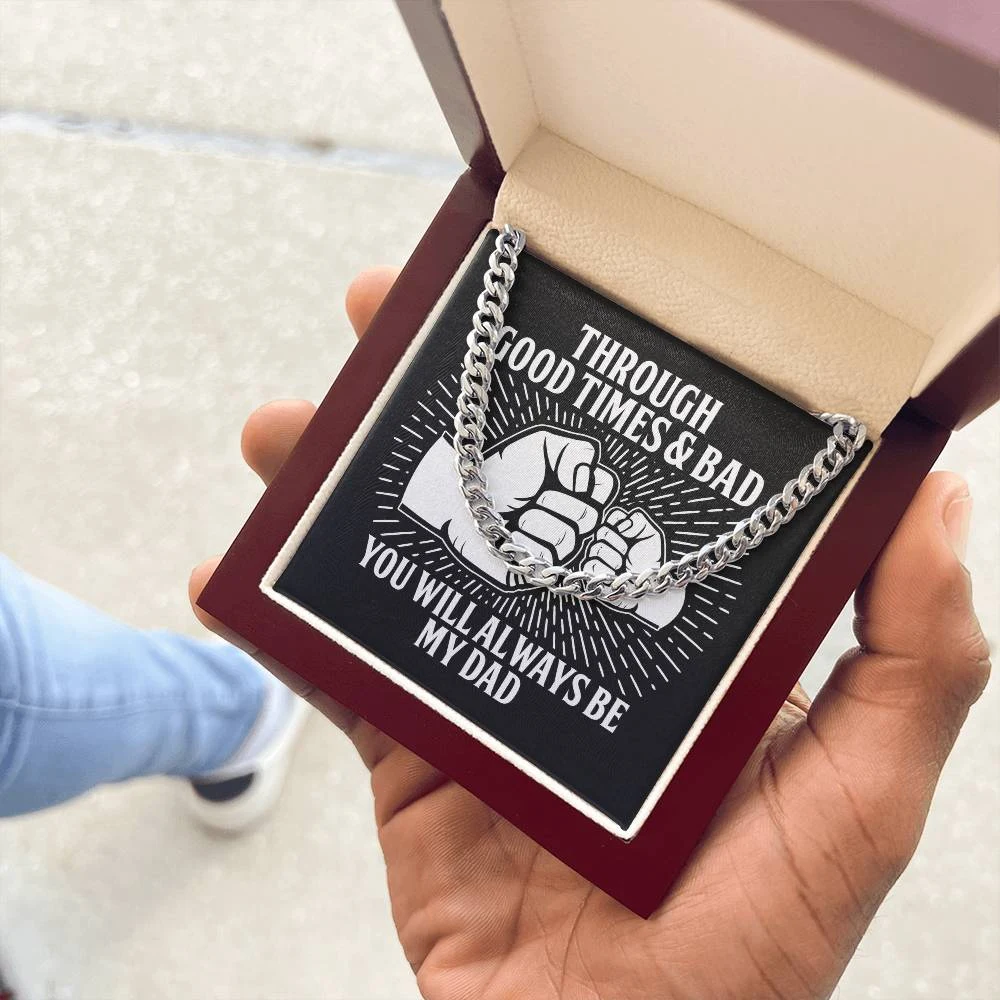 THROUGH
GOOD TIMES & BAD
YOU WILL ALWAYS BE
MY DAD